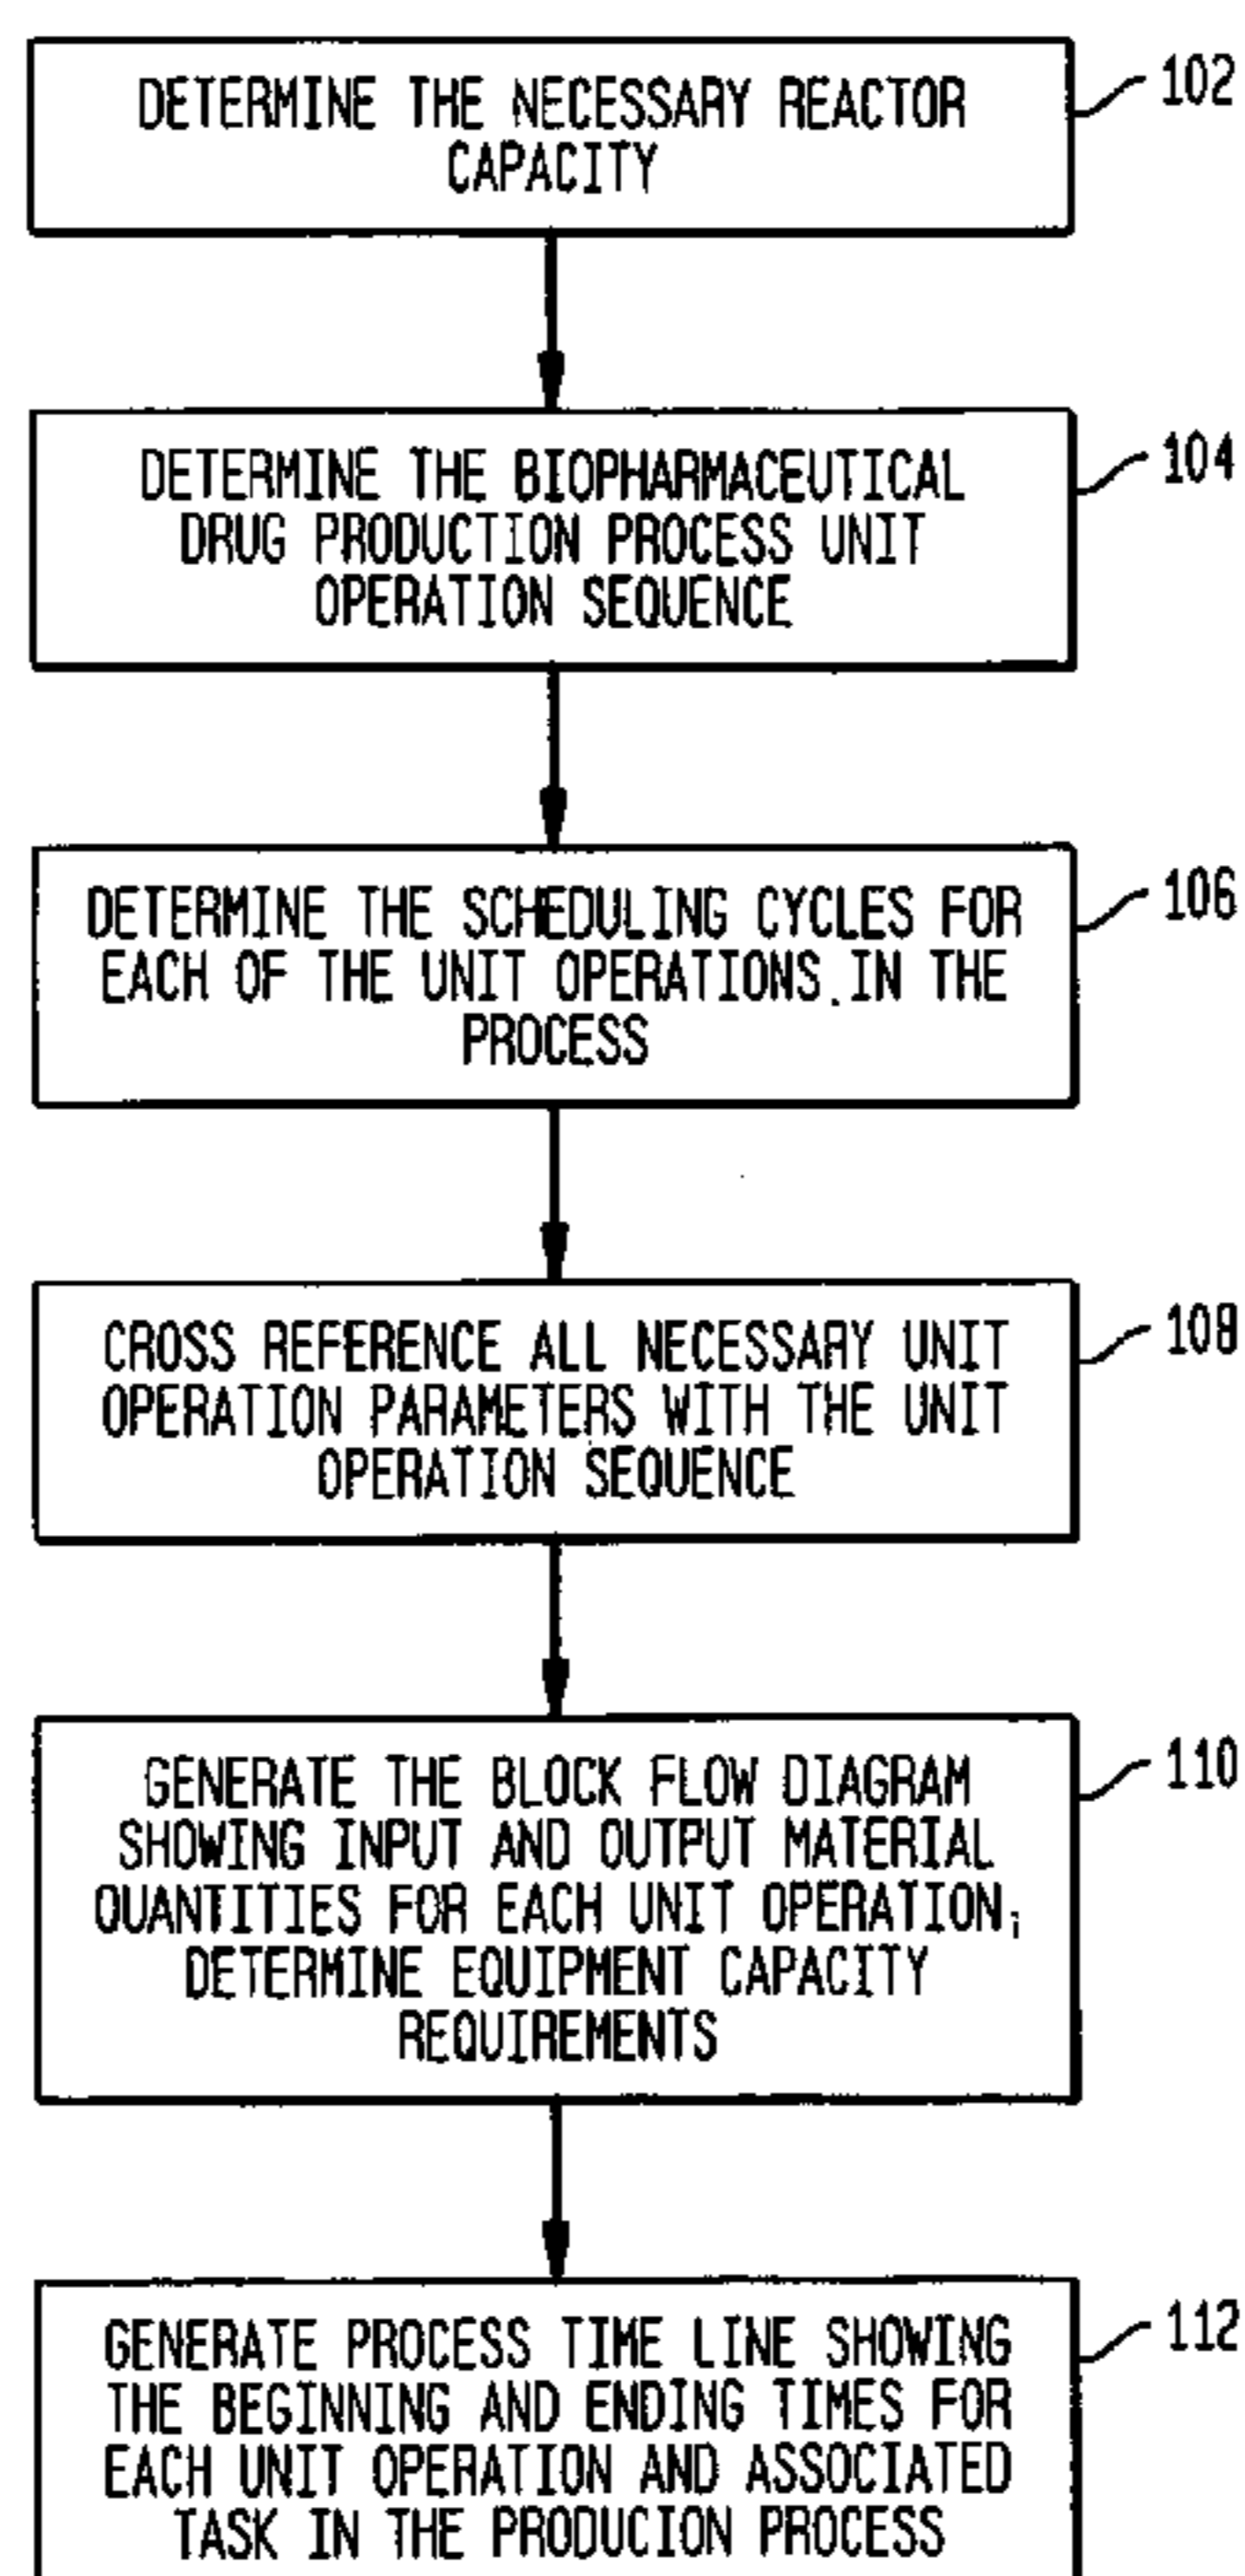 DETERMINE THE NECESSARY REACTOR
CAPACITY
102
DETERMINE THE BIOPHARMACEUTICAL
DRUG PRODUCTION PROCESS UNIT
OPERATION SEQUENCE
104
DETERMINE THE SCHEDULING CYCLES FOR
EACH OF THE UNIT OPERATIONS IN THE
PROCESS
106
CROSS REFERENCE ALL NECESSARY UNIT
OPERATION PARAMETERS WITH THE UNIT
OPERATION SEQUENCE
108
GENERATE THE BLOCK FLOW DIAGRAM
SHOWING INPUT AND OUTPUT MATERIAL
QUANTITIES FOR EACH UNIT OPERATION;
DETERMINE EQUIPMENT CAPACITY
REQUIREMENTS
110
GENERATE PROCESS TIME LINE SHOWING
THE BEGINNING AND ENDING TIMES FOR
EACH UNIT OPERATION AND ASSOCIATED
TASK IN THE PRODUCION PROCESS
112